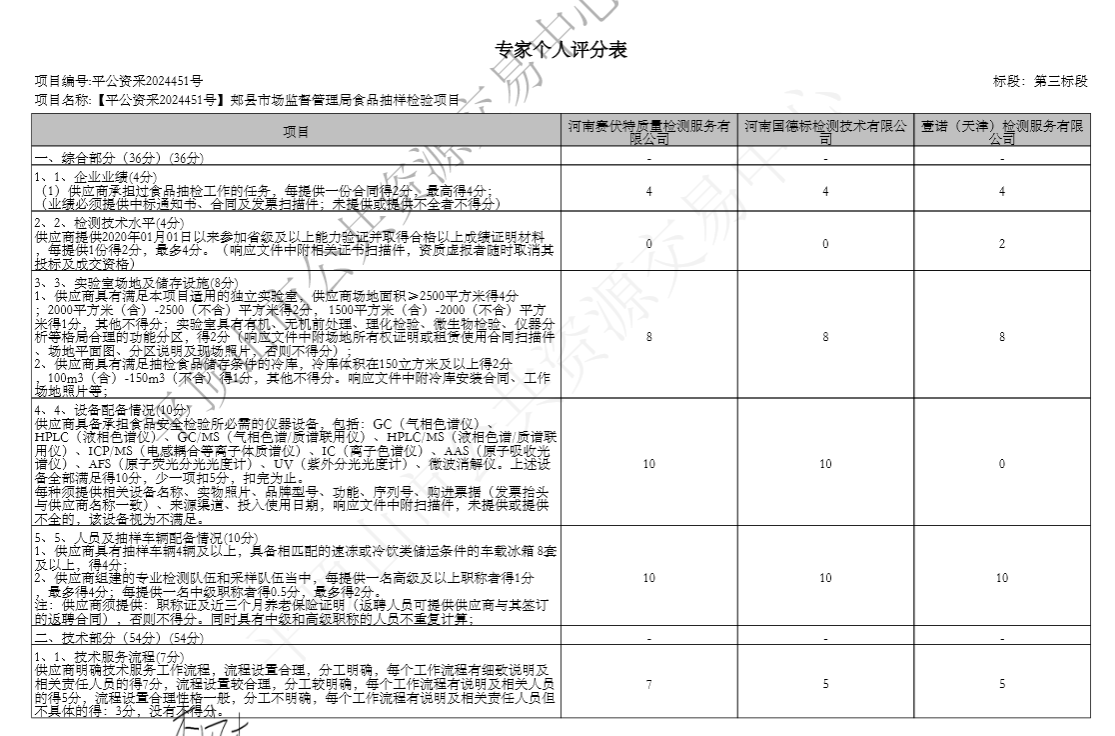 专家个人评分表
项目编号:平公资采2024451号
标段：第三标段
项目名称:【平公资采2024451号】郏县市场监督管理局食品抽样检验项目
项目
河南赛伏特质量检测服务有
限公司
河南国德标检测技术有限公
司
壹诺（天津）检测服务有限
公司
一、综合部分（36分）(36分)
-
-
-
1、1、企业业绩(4分)
（1）供应商承担过食品抽检工作的任务，每提供一份合同得2分，最高得4分；
（业绩必须提供中标通知书、合同及发票扫描件；未提供或提供不全者不得分）
4
4
4
2、2、检测技术水平(4分)
供应商提供2020年01月01日以来参加省级及以上能力验证并取得合格以上成绩证明材料
，每提供1份得2分，最多4分。（响应文件中附相关证书扫描件，资质虚报者随时取消其
投标及成交资格）
0
0
2
3、3、实验室场地及储存设施(8分)
1、供应商具有满足本项目适用的独立实验室，供应商场地面积≥2500平方米得4分
；2000平方米（含）-2500（不含）平方米得2分，1500平方米（含）-2000（不含）平方
米得1分，其他不得分；实验室具有有机、无机前处理、理化检验、微生物检验、仪器分
析等格局合理的功能分区，得2分（响应文件中附场地所有权证明或租赁使用合同扫描件
、场地平面图、分区说明及现场照片，否则不得分）；
2、供应商具有满足抽检食品储存条件的冷库，冷库体积在150立方米及以上得2分
，100m3（含）-150m3（不含）得1分，其他不得分。响应文件中附冷库安装合同、工作
场地照片等；
8
8
8
4、4、设备配备情况(10分)
供应商具备承担食品安全检验所必需的仪器设备，包括：GC（气相色谱仪）、
HPLC（液相色谱仪）、GC/MS（气相色谱/质谱联用仪）、HPLC/MS（液相色谱/质谱联
用仪）、ICP/MS（电感耦合等离子体质谱仪）、IC（离子色谱仪）、AAS（原子吸收光
谱仪）、AFS（原子荧光分光光度计）、UV（紫外分光光度计）、微波消解仪。上述设
备全部满足得10分，少一项扣5分，扣完为止。
每种须提供相关设备名称、实物照片、品牌型号、功能、序列号、购进票据（发票抬头
与供应商名称一致）、来源渠道、投入使用日期，响应文件中附扫描件，未提供或提供
不全的，该设备视为不满足。
10
10
0
5、5、人员及抽样车辆配备情况(10分)
1、供应商具有抽样车辆4辆及以上，具备相匹配的速冻或冷饮类储运条件的车载冰箱 8套
及以上，得4分；
2、供应商组建的专业检测队伍和采样队伍当中，每提供一名高级及以上职称者得1分
，最多得4分；每提供一名中级职称者得0.5分，最多得2分。
注：供应商须提供：职称证及近三个月养老保险证明（返聘人员可提供供应商与其签订
的返聘合同），否则不得分。同时具有中级和高级职称的人员不重复计算；
10
10
10
二、技术部分（54分）(54分)
-
-
-
1、1、技术服务流程(7分)
供应商明确技术服务工作流程，流程设置合理，分工明确，每个工作流程有细致说明及
相关责任人员的得7分，流程设置较合理，分工较明确，每个工作流程有说明及相关人员
的得5分，流程设置合理性格一般，分工不明确，每个工作流程有说明及相关责任人员但
不具体的得：3分，没有不得分。
7
5
5